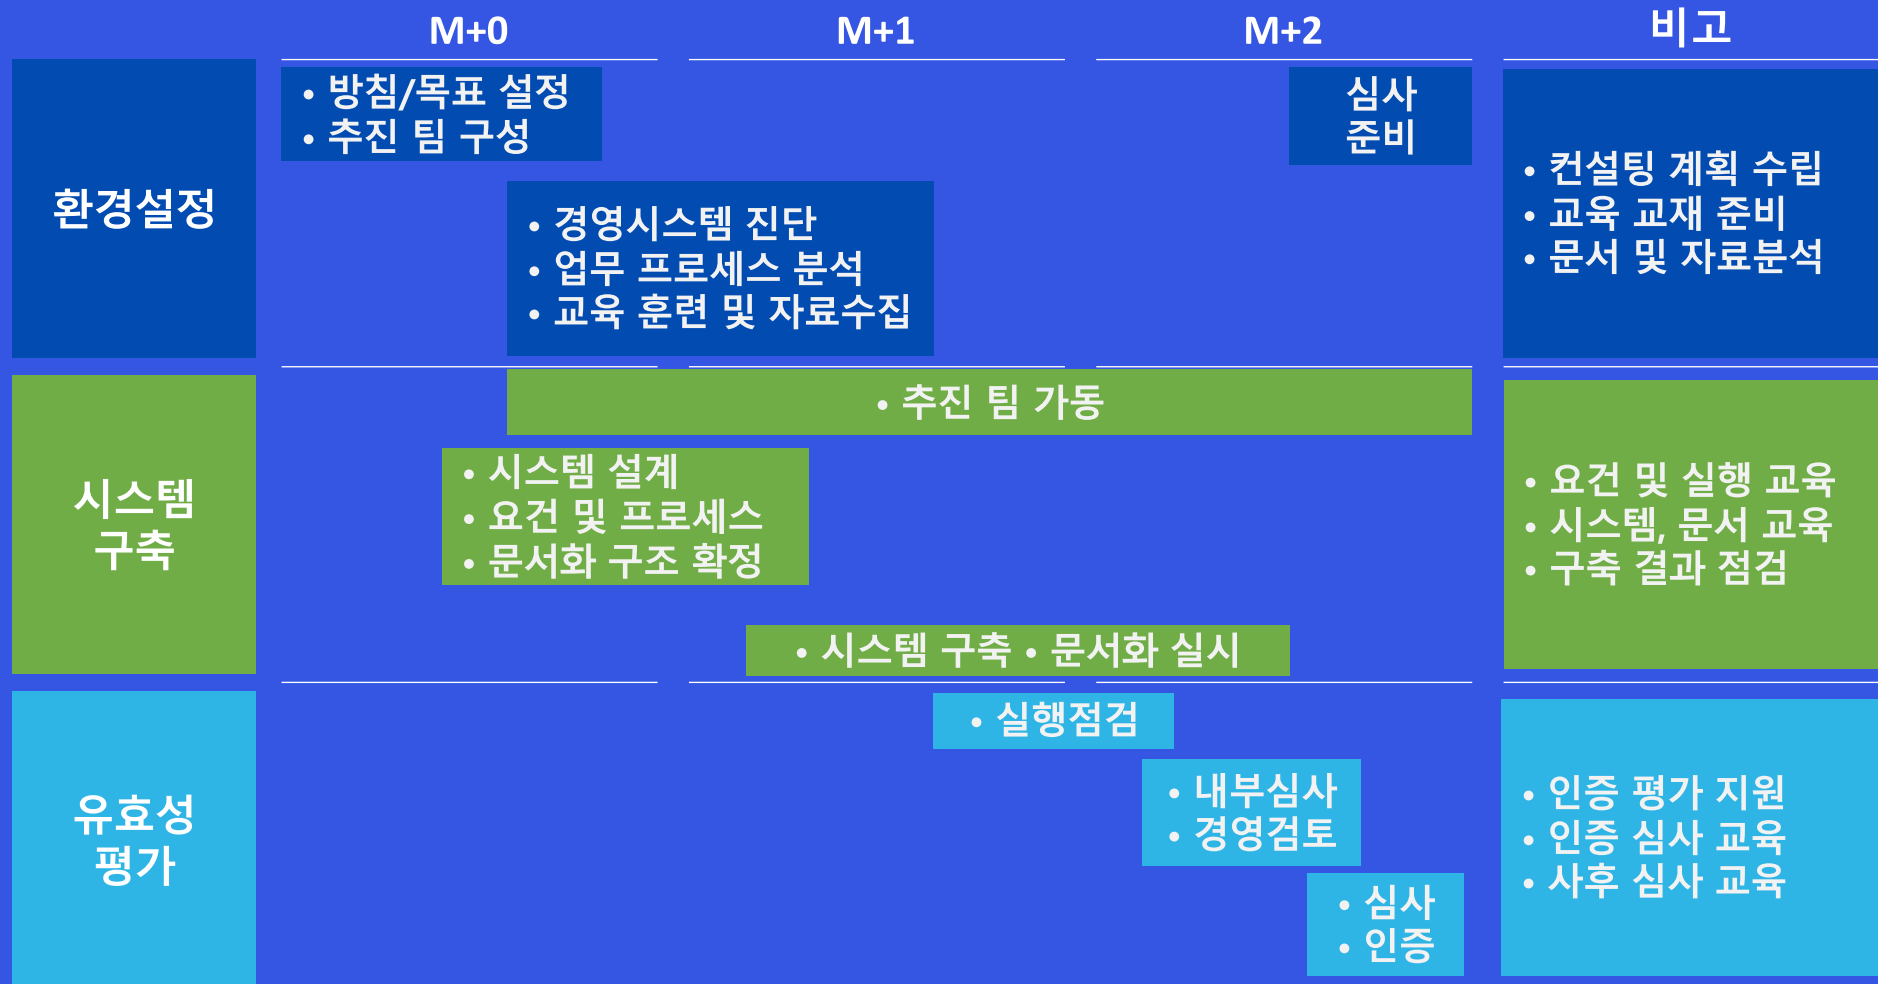 M+0 M+1 M+2 비고
환경설정
• 방침/목표 설정
• 추진 팀 구성
심사
준비
• 경영시스템 진단
• 업무 프로세스 분석
• 교육 훈련 및 자료수집
• 컨설팅 계획 수립
• 교육 교재 준비
• 문서 및 자료분석
시스템
구축
• 추진 팀 가동
• 시스템 설계
• 요건 및 프로세스
• 문서화 구조 확정
• 시스템 구축 • 문서화 실시
• 요건 및 실행 교육
• 시스템, 문서 교육
• 구축 결과 점검
유효성
평가
• 실행점검
• 내부심사
• 경영검토
• 심사
• 인증
• 인증 평가 지원
• 인증 심사 교육
• 사후 심사 교육